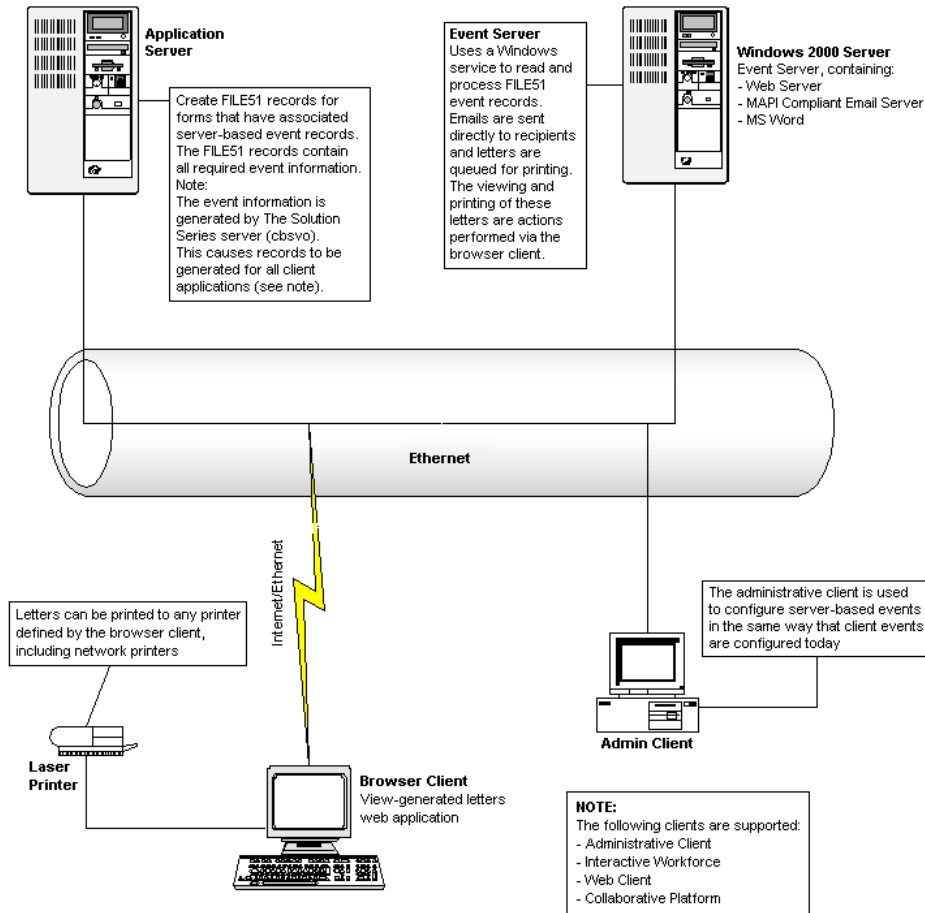 Application
Server
Create FILE51 records for
forms that have associated
server-based event records.
The FILE51 records contain
all required event information.
Note:
The event information is
generated by The Solution
Series server (cbsvo).
This causes records to be
generated for all client
applications (see note).
Event Server
Uses a Windows
service to read and
process FILE51
event records.
Emails are sent
directly to recipients
and letters are
queued for printing.
The viewing and
printing of these
letters are actions
performed via the
browser client.
Windows 2000 Server
Event Server, containing:
- Web Server
- MAPI Compliant Email Server
- MS Word
Ethernet
Internet/Ethernet
Letters can be printed to any printer
defined by the browser client,
including network printers
The administrative client is used
to configure server-based events
in the same way that client events
are configured today
Laser
Printer
Admin Client
Browser Client
View-generated letters
web application
NOTE:
The following clients are supported:
- Administrative Client
- Interactive Workforce
- Web Client
- Collaborative Platform